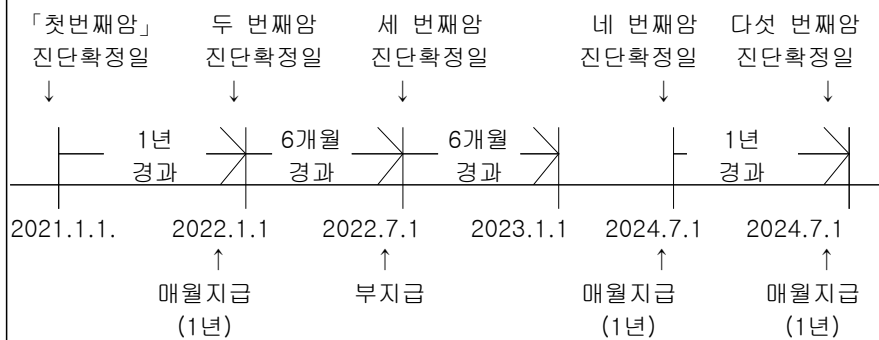 「첫번째암」 두 번째암 세 번째암 네 번째암 다섯 번째암
진단확정일 진단확정일 진단확정일 진단확정일 진단확정일
↓ ↓ ↓ ↓ ↓
1년 6개월 6개월 1년
경과 경과 경과 경과
2021.1.1. 2022.1.1 2022.7.1 2023.1.1 2024.7.1 2024.7.1
↑ ↑ ↑ ↑
매월지급 부지급 매월지급 매월지급
(1년) (1년) (1년)